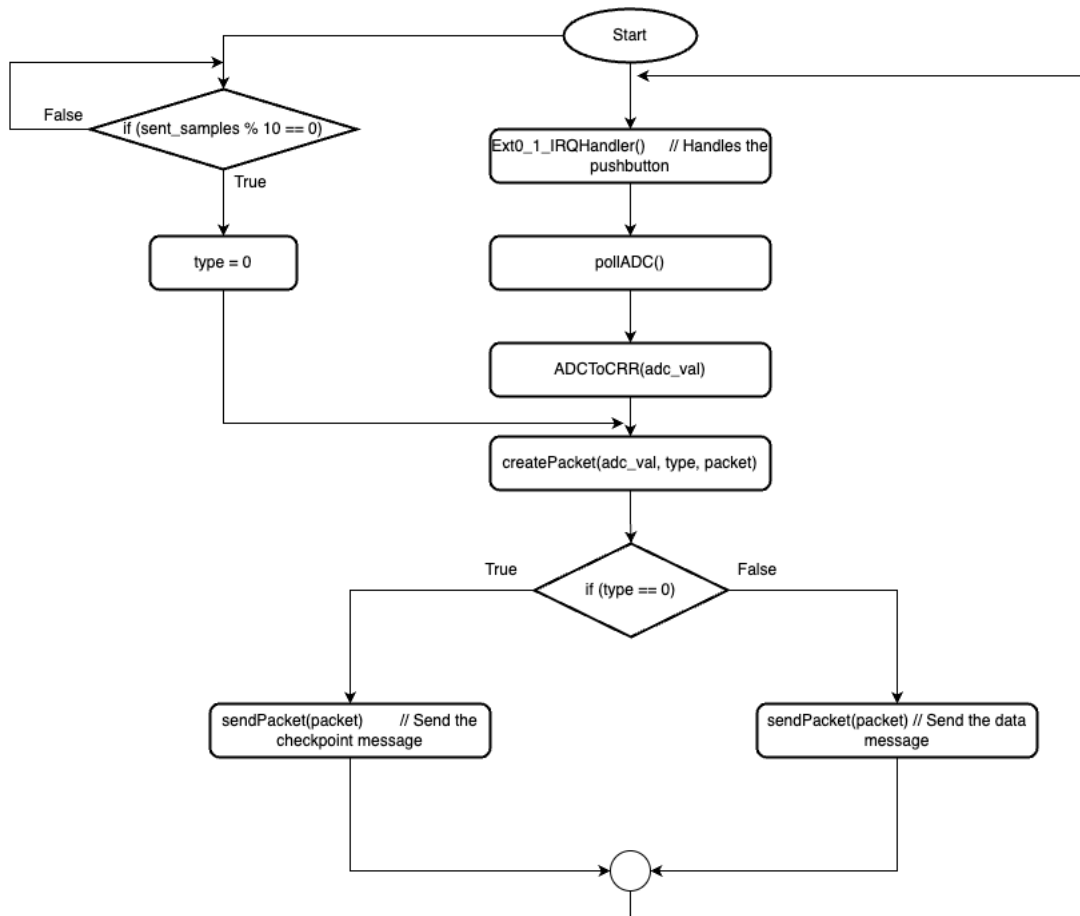 Start
False
if (sent_samples % 10 == 0)
True
Ext0_1_IRQHandler() // Handles the
pushbutton
type = 0
pollADC()
ADCToCRR(adc_val)
createPacket(adc_val, type, packet)
True
False
if (type == 0)
sendPacket(packet) // Send the
checkpoint message
sendPacket(packet) // Send the data
message